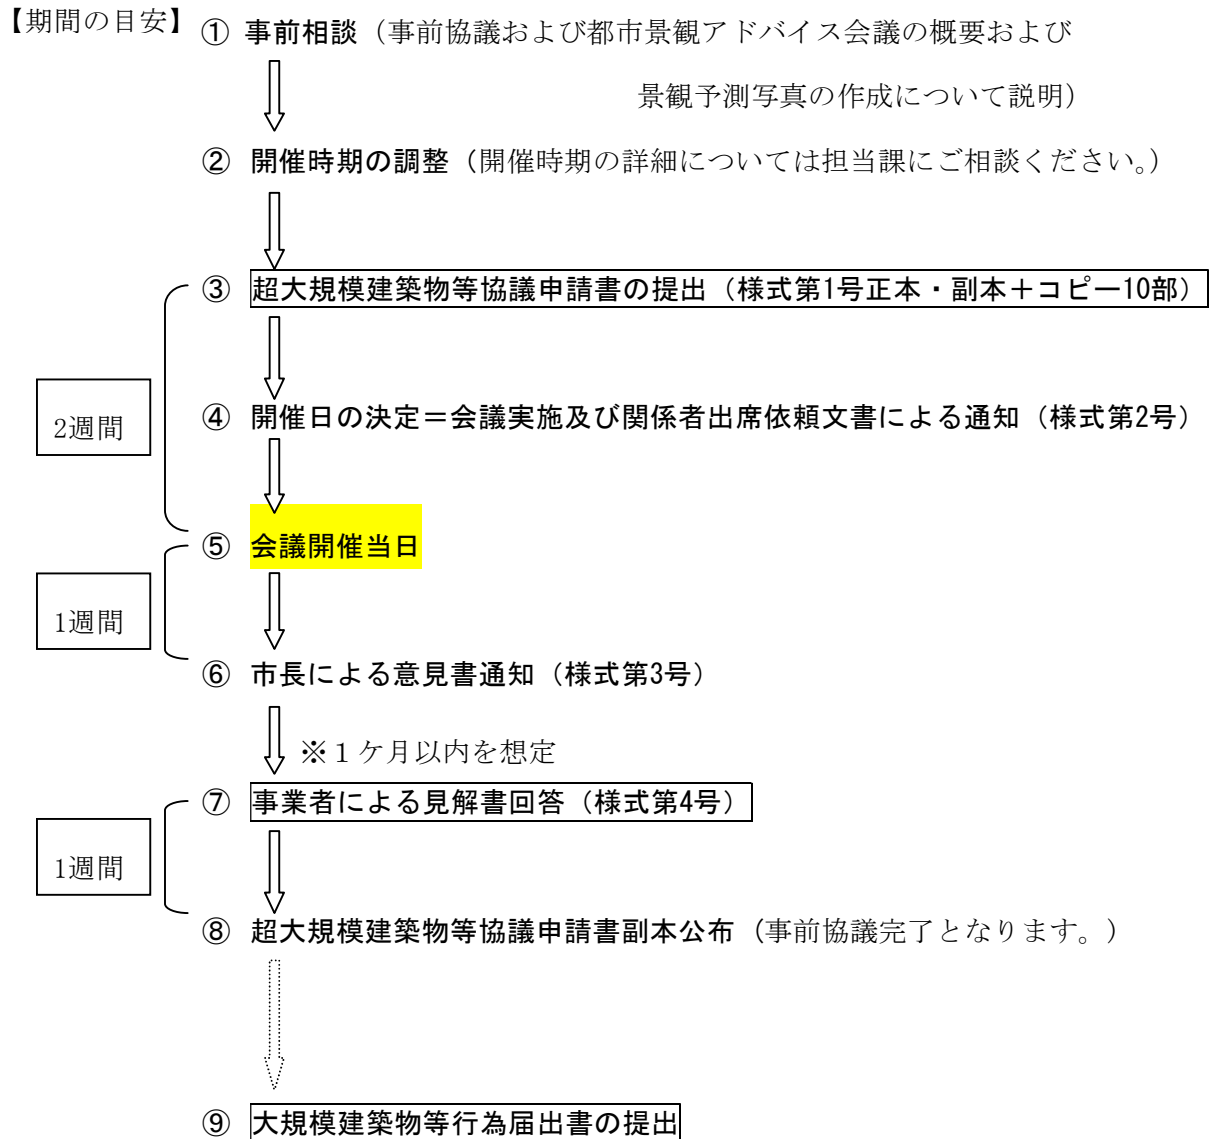 【期間の目安】
① 事前相談（事前協議および都市景観アドバイス会議の概要および
景観予測写真の作成について説明）
② 開催時期の調整（開催時期の詳細については担当課にご相談ください。）
③ 超大規模建築物等協議申請書の提出（様式第1号正本・副本＋コピー10部）
2週間
④ 開催日の決定＝会議実施及び関係者出席依頼文書による通知（様式第2号）
⑤ 会議開催当日
1週間
⑥ 市長による意見書通知（様式第3号）
※１ケ月以内を想定
⑦ 事業者による見解書回答（様式第4号）
1週間
⑧ 超大規模建築物等協議申請書副本公布（事前協議完了となります。）
⑨ 大規模建築物等行為届出書の提出